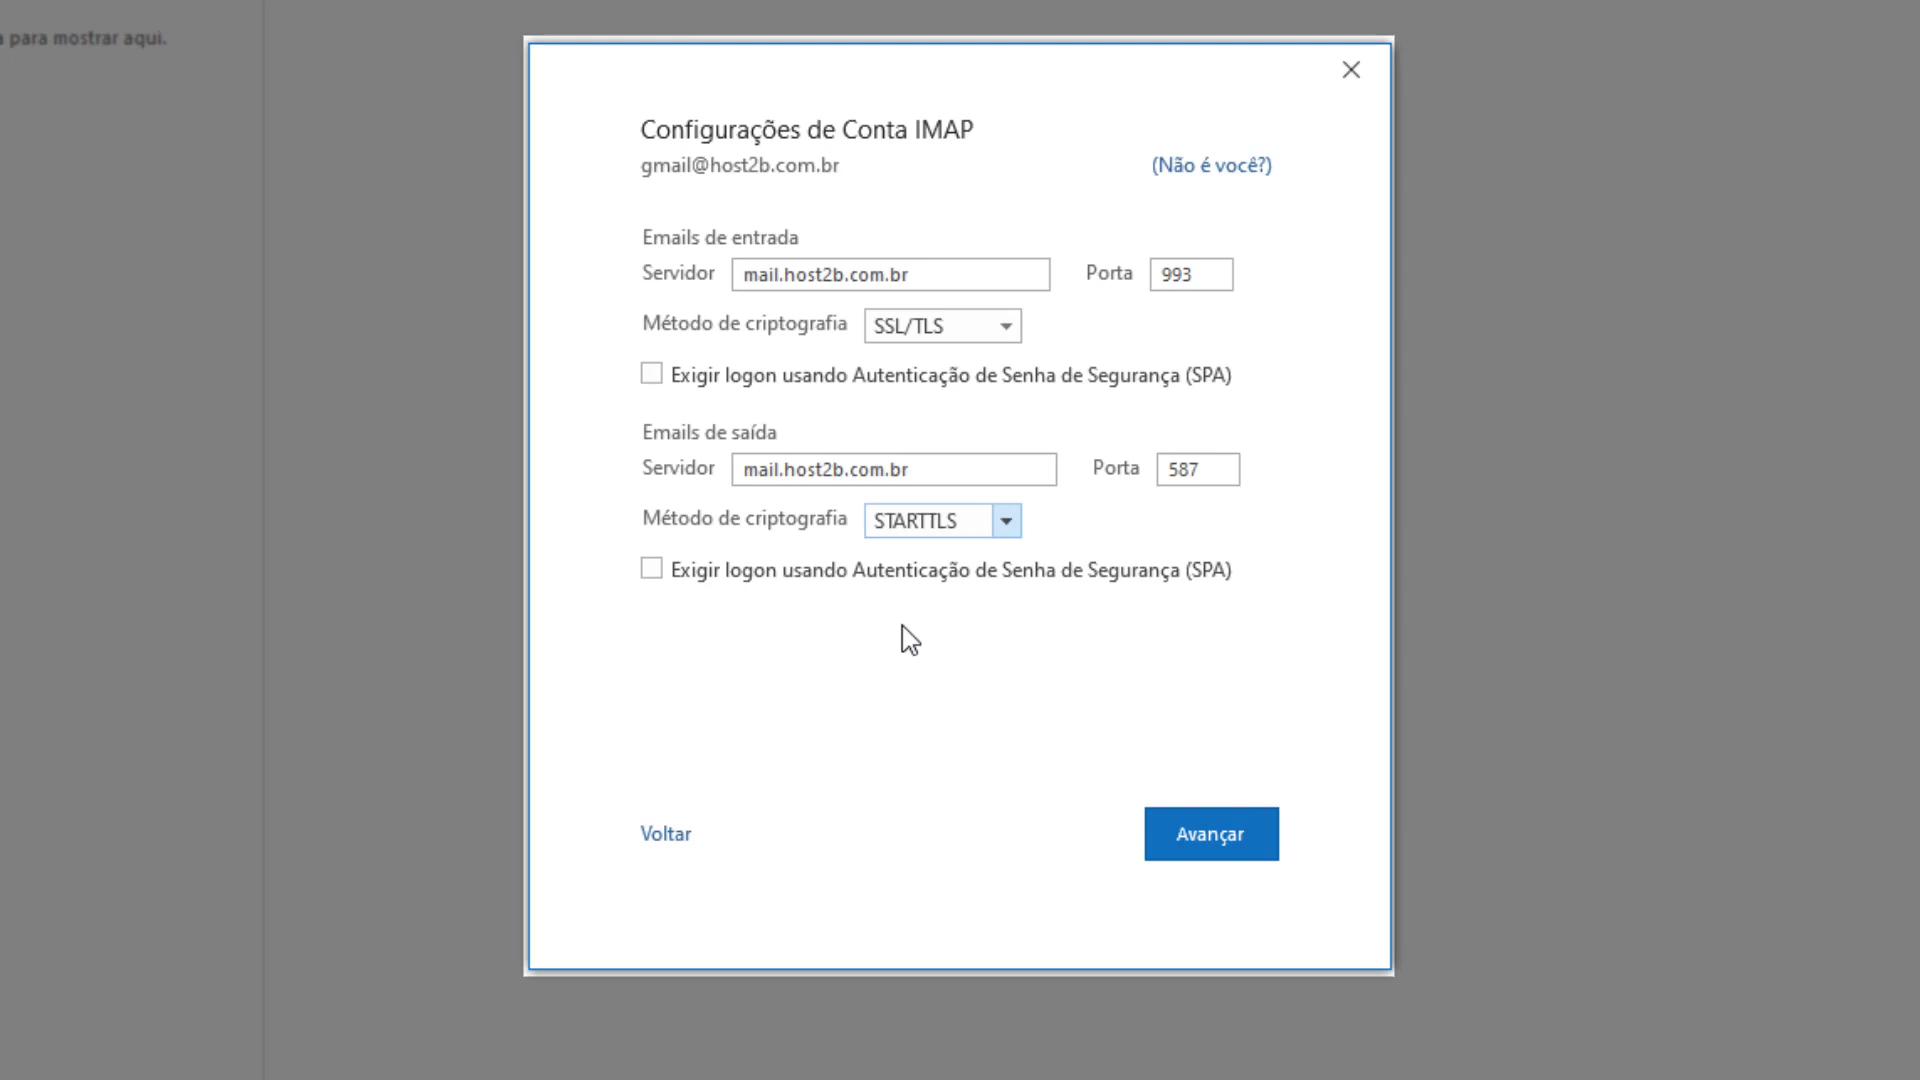 para mostrar aqui.
Configurações de Conta IMAP
gmail@host2b.com.br (Não é você?)
Emails de entrada
Servidor mail.host2b.com.br Porta 993
Método de criptografia SSL/TLS
Exigir logon usando Autenticação de Senha de Segurança (SPA)
Emails de saída
Servidor mail.host2b.com.br Porta 587
Método de criptografia STARTTLS
Exigir logon usando Autenticação de Senha de Segurança (SPA)
Voltar Avançar